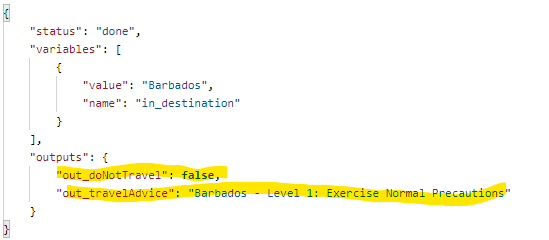 {
"status": "done",
"variables": [
{
"value": "Barbados",
"name": "in_destination"
}
],
"outputs": {
"out_doNotTravel": false,
"out_travelAdvice": "Barbados - Level 1: Exercise Normal Precautions"
}
}